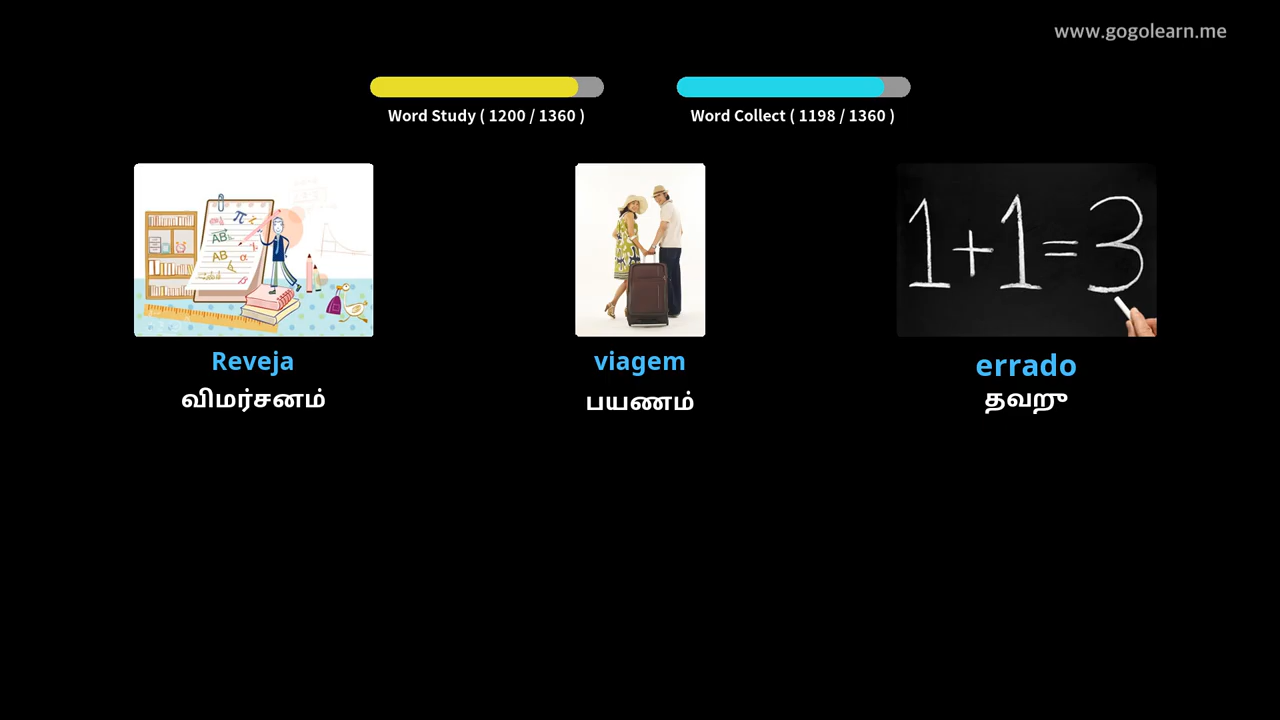 www.gogolearn.me
Word Study ( 1200 / 1360 )
Word Collect ( 1198 / 1360 )
1+1=3
Reveja
viagem
errado
விமர்சனம்
பயணம்
தவறு